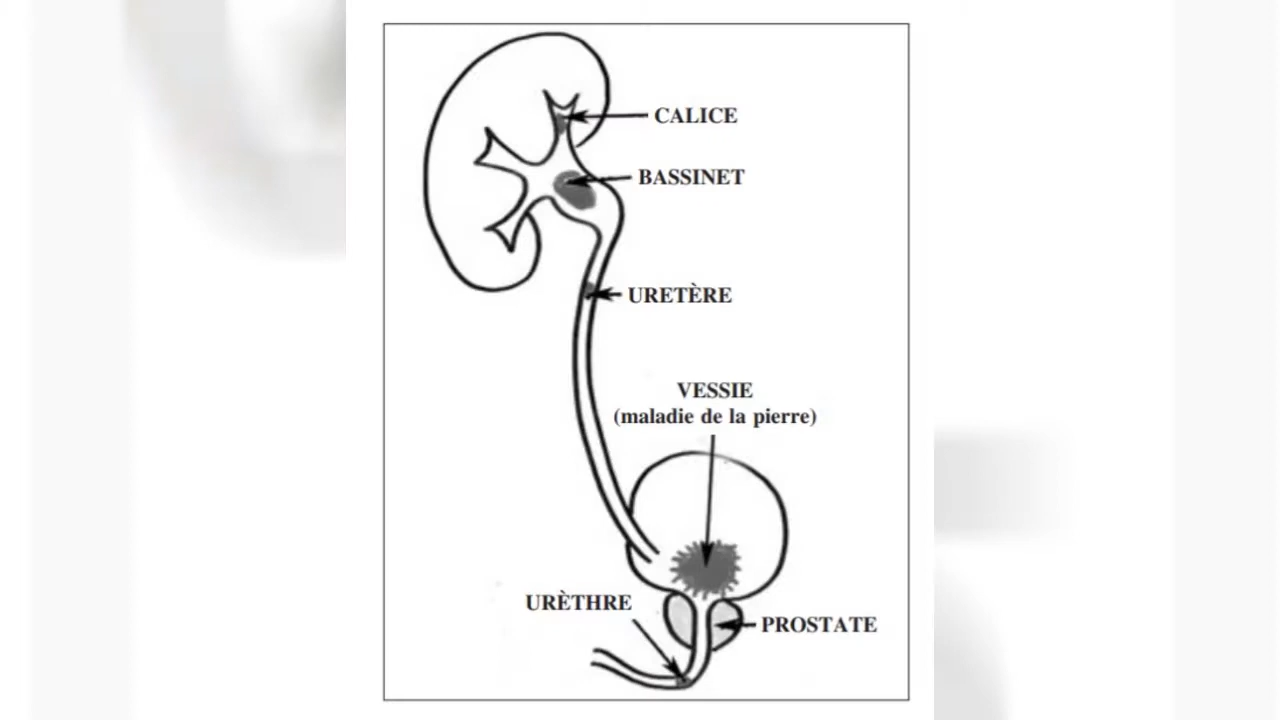 CALICE
BASSINET
URETÈRE
VESSIE
(maladie de la pierre)
URÈTHRE
PROSTATE